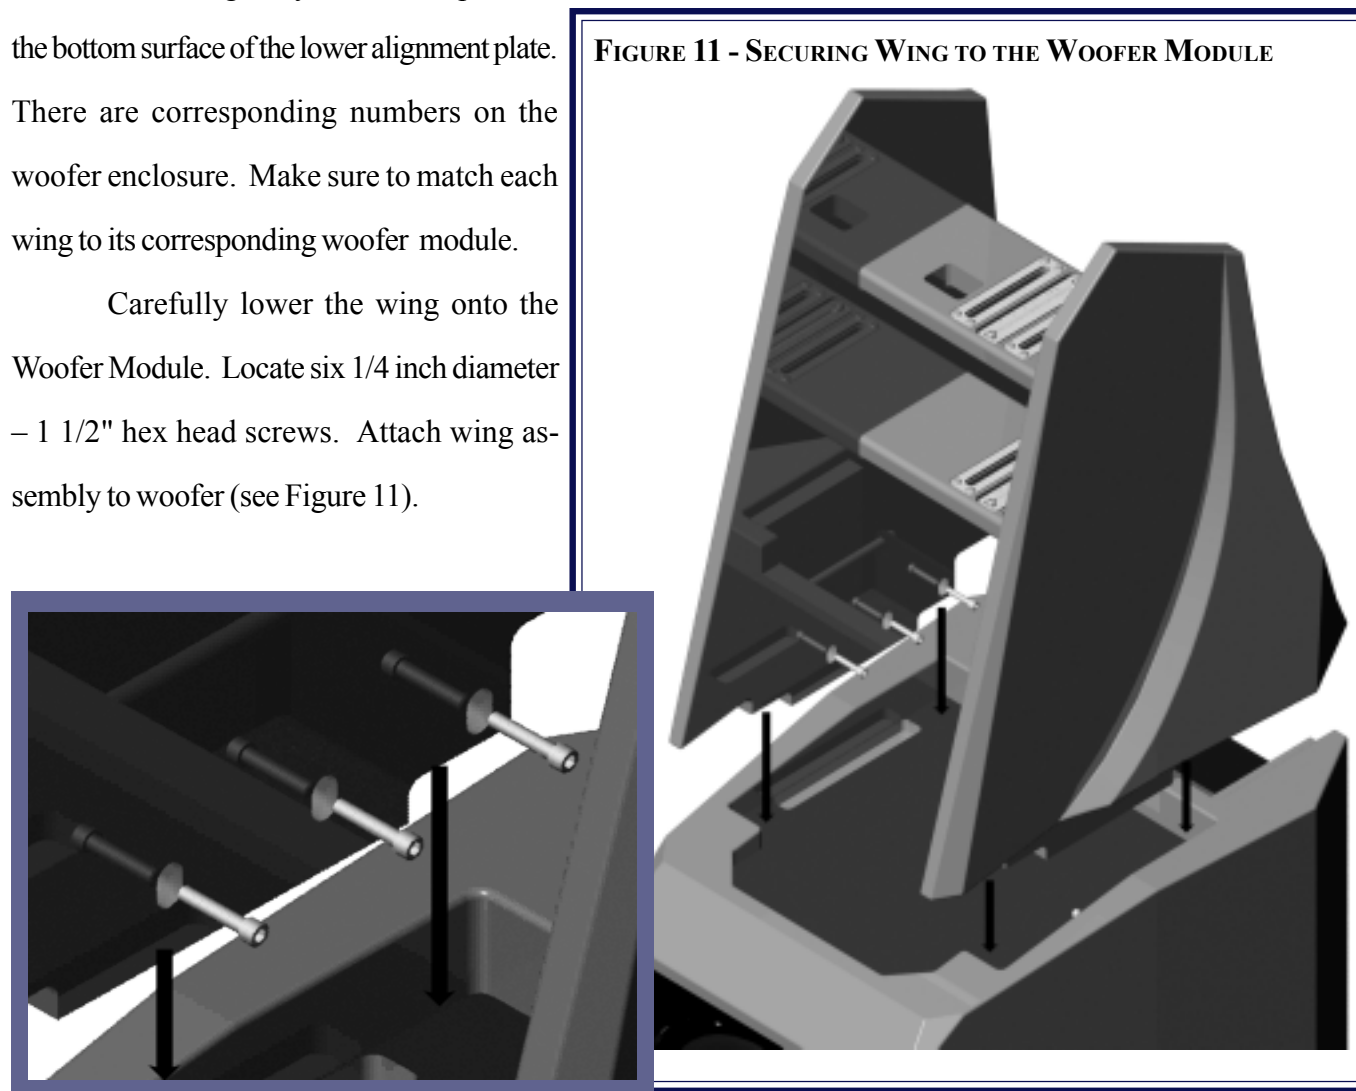 the bottom surface of the lower alignment plate.
There are corresponding numbers on the
woofer enclosure. Make sure to match each
wing to its corresponding woofer module.
Carefully lower the wing onto the
Woofer Module. Locate six 1/4 inch diameter
– 1 1/2" hex head screws. Attach wing as-
sembly to woofer (see Figure 11).
FIGURE 11 - SECURING WING TO THE WOOFER MODULE